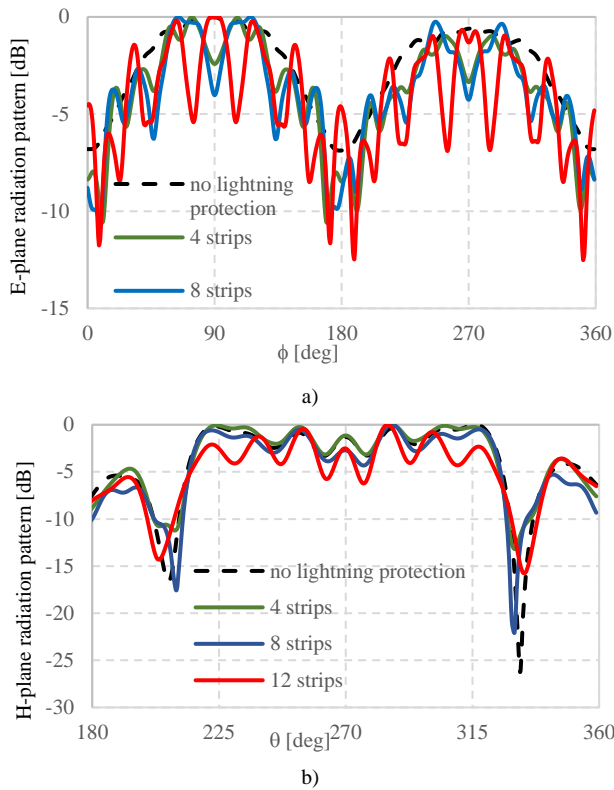 E-plane radiation pattern [dB]
0
-5
-10
-15
no lightning
protection
4 strips
8 strips
0
90
180
270
360
ϕ [deg]
a)
H-plane radiation pattern [dB]
0
-5
-10
-15
-20
-25
-30
no lightning protection
4 strips
8 strips
12 strips
180
225
270
315
360
θ [deg]
b)